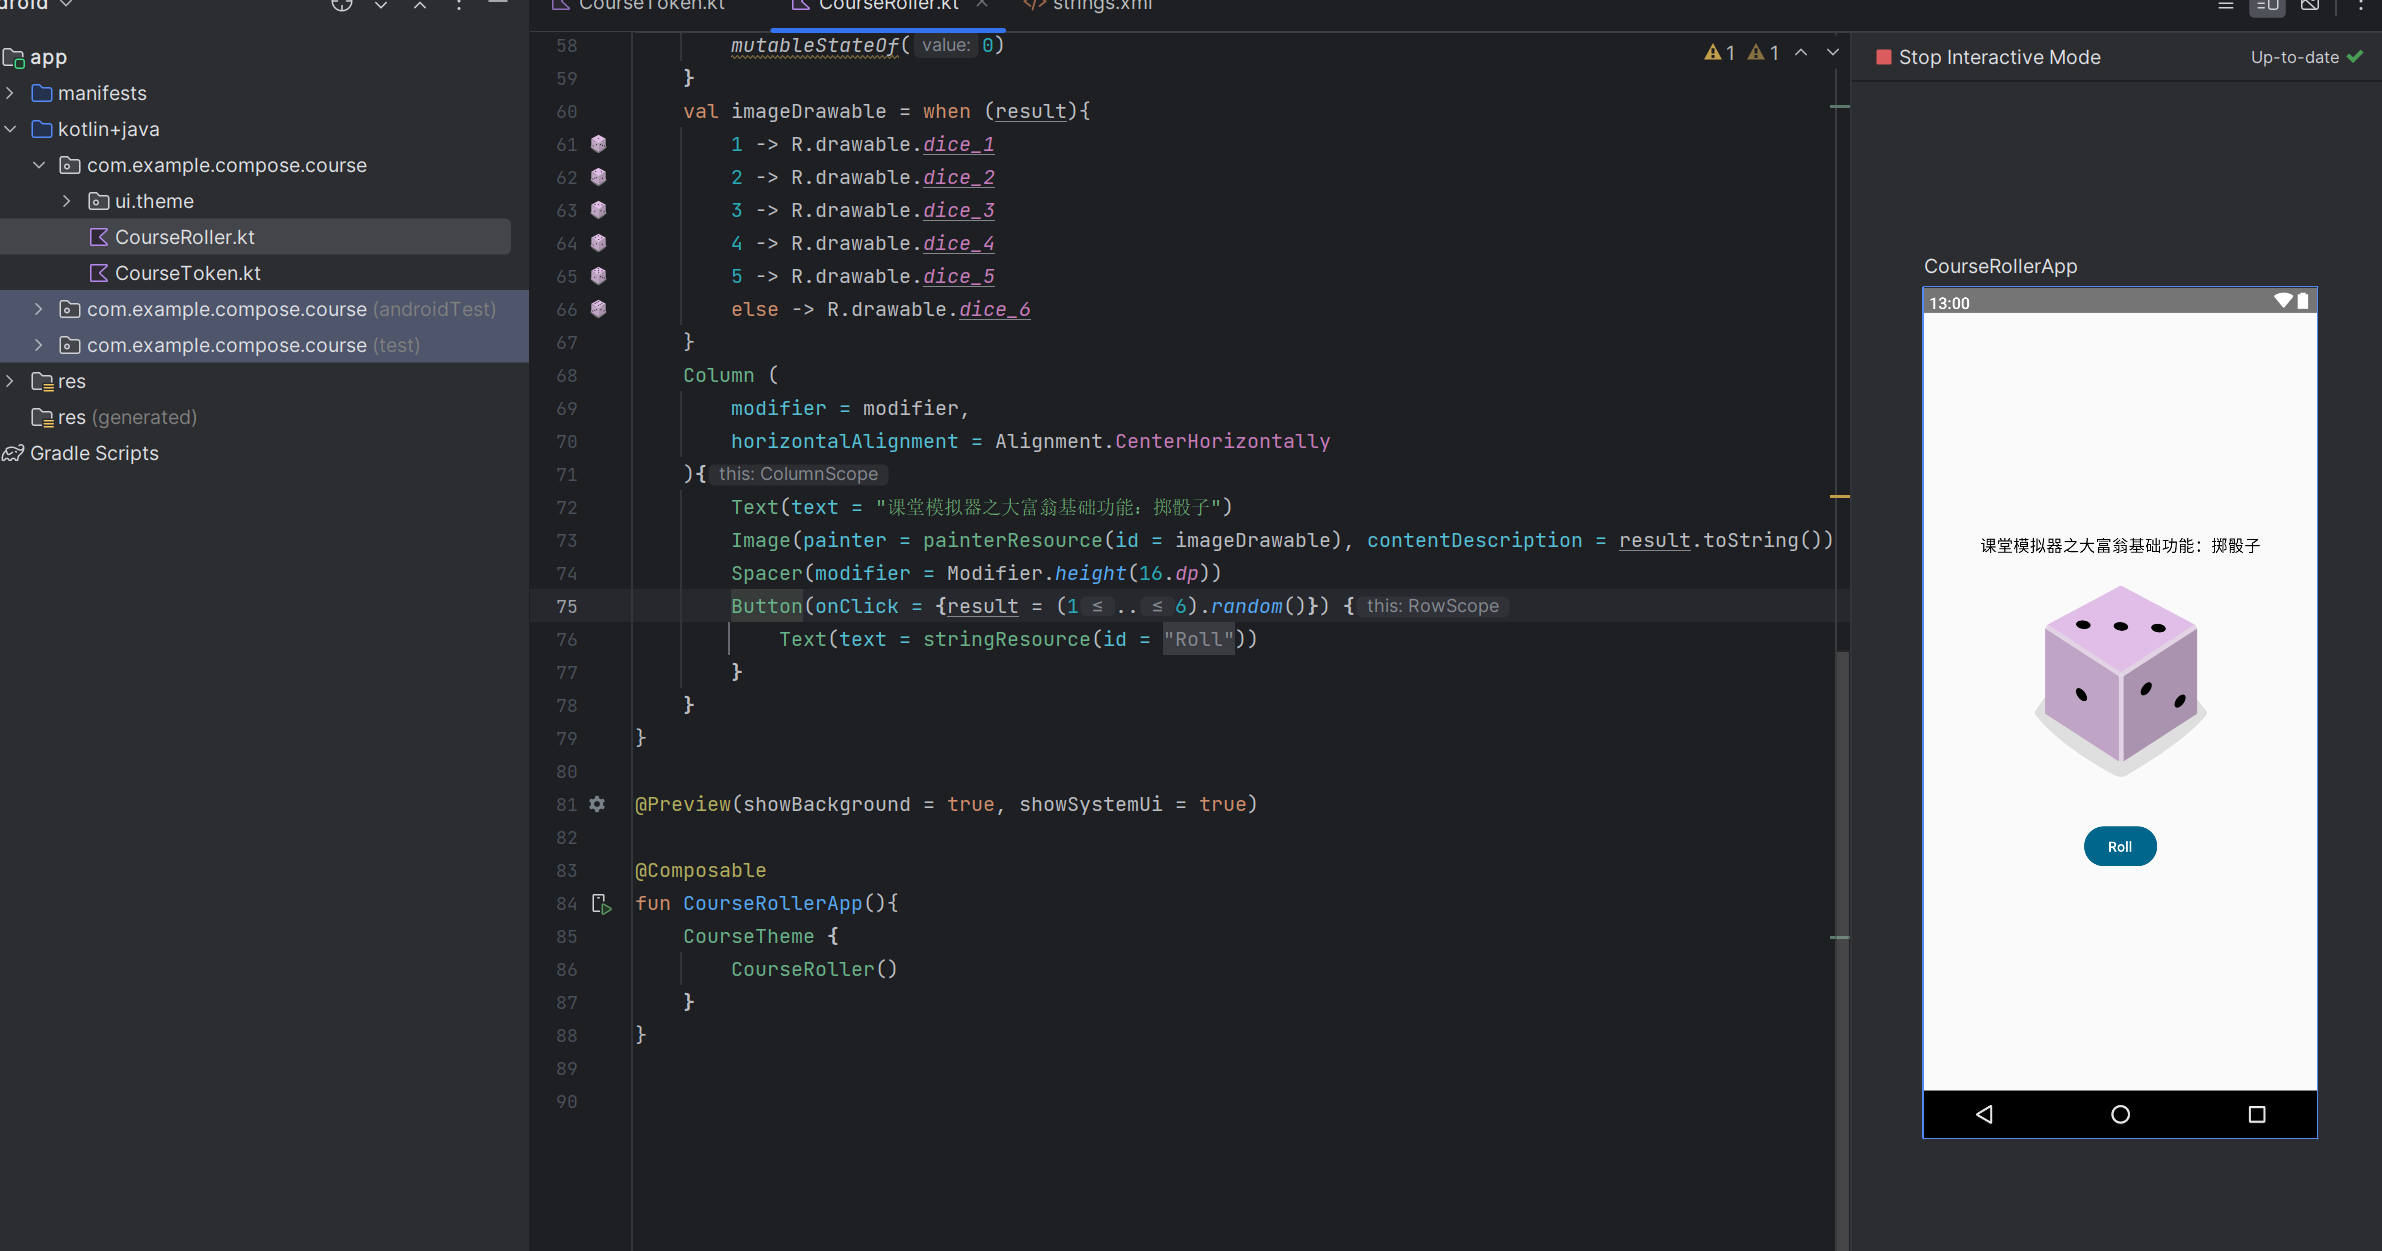 CourseToken.kt
CourseRoller.kt
strings.xml
app
manifests
kotlin+java
com.example.compose.course
ui.theme
CourseRoller.kt
CourseToken.kt
com.example.compose.course (androidTest)
com.example.compose.course (test)
res
res (generated)
Gradle Scripts
1 1
58 mutableStateOf( value: 0)
59 }
60 val imageDrawable = when (result){
61 1 -> R.drawable.dice_1
62 2 -> R.drawable.dice_2
63 3 -> R.drawable.dice_3
64 4 -> R.drawable.dice_4
65 5 -> R.drawable.dice_5
66 else -> R.drawable.dice_6
67 }
68 Column (
69 modifier = modifier,
70 horizontalAlignment = Alignment.CenterHorizontally
71 ){ this: ColumnScope
72 Text(text = "课堂模拟器之大富翁基础功能：掷骰子")
73 Image(painter = painterResource(id = imageDrawable), contentDescription = result.toString())
74 Spacer(modifier = Modifier.height(16.dp))
75 Button(onClick = {result = (1 ≤ .. ≤ 6).random()}) { this: RowScope
76 Text(text = stringResource(id = "Roll"))
77 }
78 }
79 }
80
81 @Preview(showBackground = true, showSystemUi = true)
82
83 @Composable
84 fun CourseRollerApp(){
85 CourseTheme {
86 CourseRoller()
87 }
88 }
89
90
Stop Interactive Mode
Up-to-date
CourseRollerApp
13:00
课堂模拟器之大富翁基础功能：掷骰子
Roll